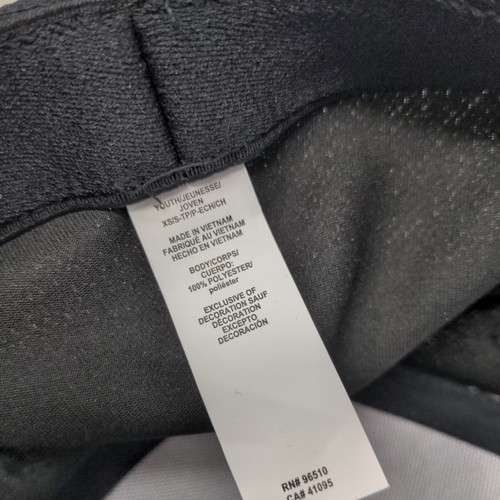 YOUTH/JEUNESSE/
JOVEN
XS/S-TP/P-ECH/CH
MADE IN VIETNAM
FABRIQUÉ AU VIETNAM
HECHO EN VIETNAM
BODY/CORPS/
CUERPO:
100% POLYESTER/
poliéster
EXCLUSIVE OF
DECORATION SAUF
DÉCORATION
EXCEPTO
DECORACIÓN
RN# 96510
CA# 41095